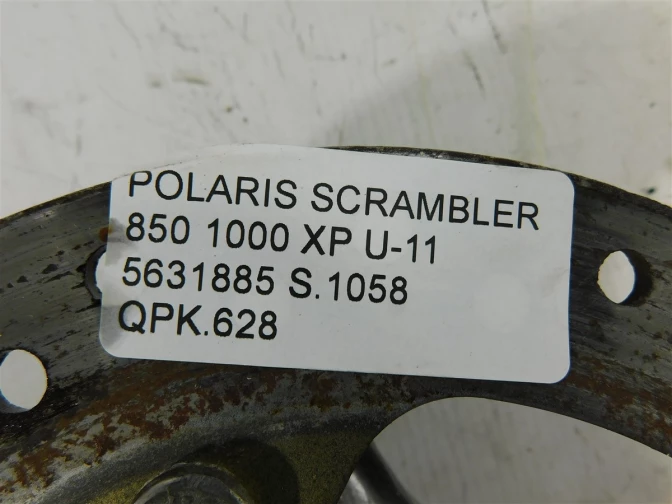 POLARIS SCRAMBLER
850 1000 XP U-11
5631885 S.1058
QPK.628